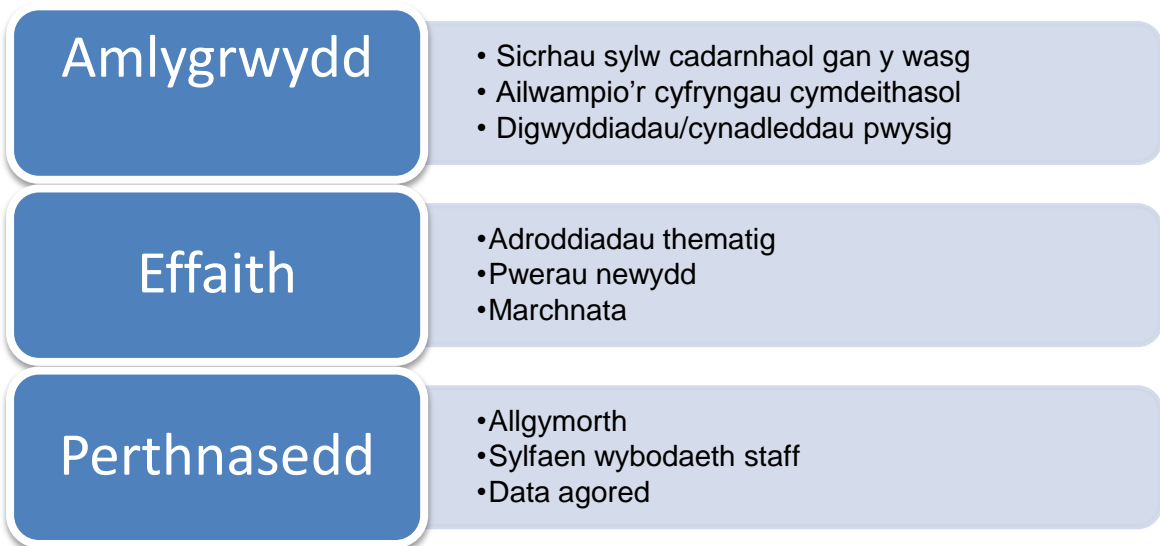 Amlygrwydd
• Sicrhau sylw cadarnhaol gan y wasg
• Ailwampio’r cyfryngau cymdeithasol
• Digwyddiadau/cynadleddau pwysig
Effaith
•Adroddiadau thematig
•Pwerau newydd
•Marchnata
Perthnasedd
•Allgymorth
•Sylfaen wybodaeth staff
•Data agored